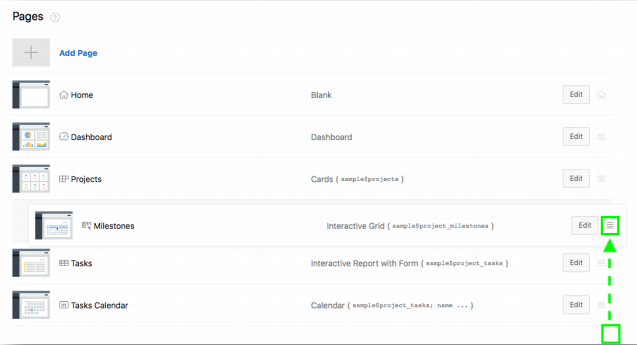 Pages ?
+ Add Page
Home Blank Edit
Dashboard Dashboard Edit
Projects Cards ( sample$projects ) Edit
Milestones Interactive Grid ( sample$project_milestones ) Edit
Tasks Interactive Report with Form ( sample$project_tasks ) Edit
Tasks Calendar Calendar ( sample$project_tasks; name ... ) Edit